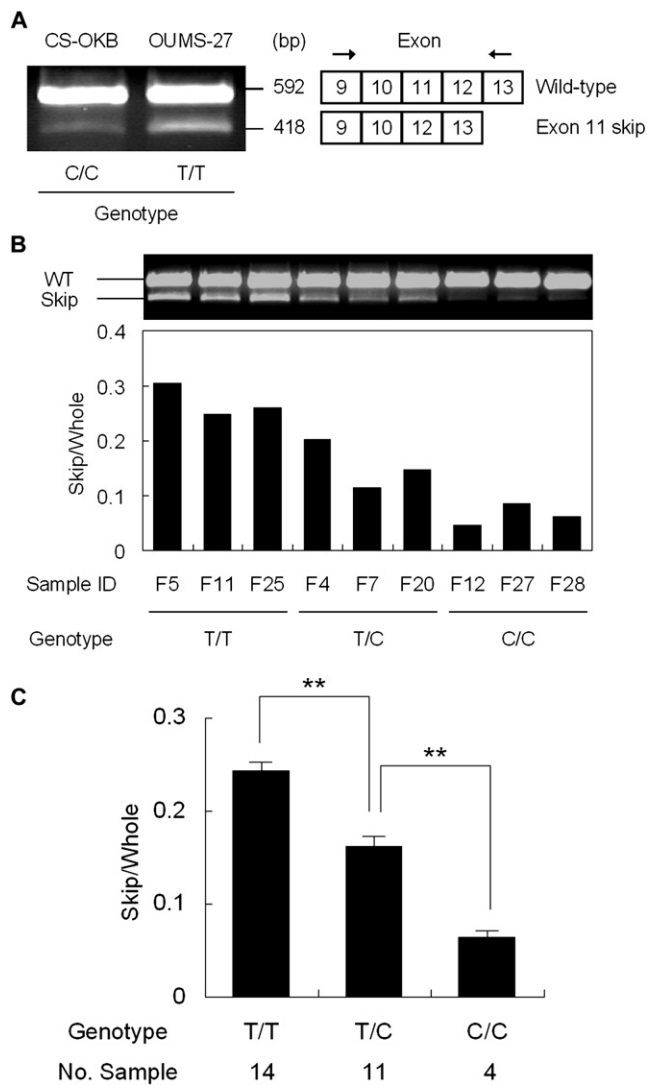 A
CS-OKB OUMS-27 (bp) Exon
592 9 10 11 12 13 Wild-type
418 9 10 12 13 Exon 11 skip
C/C T/T
Genotype
B
WT
Skip
0.4
0.3
0.2
0.1
0
Skip/Whole
Sample ID F5 F11 F25 F4 F7 F20 F12 F27 F28
Genotype T/T T/C C/C
C
** **
0.3
0.2
0.1
0
Skip/Whole
Genotype T/T T/C C/C
No. Sample 14 11 4